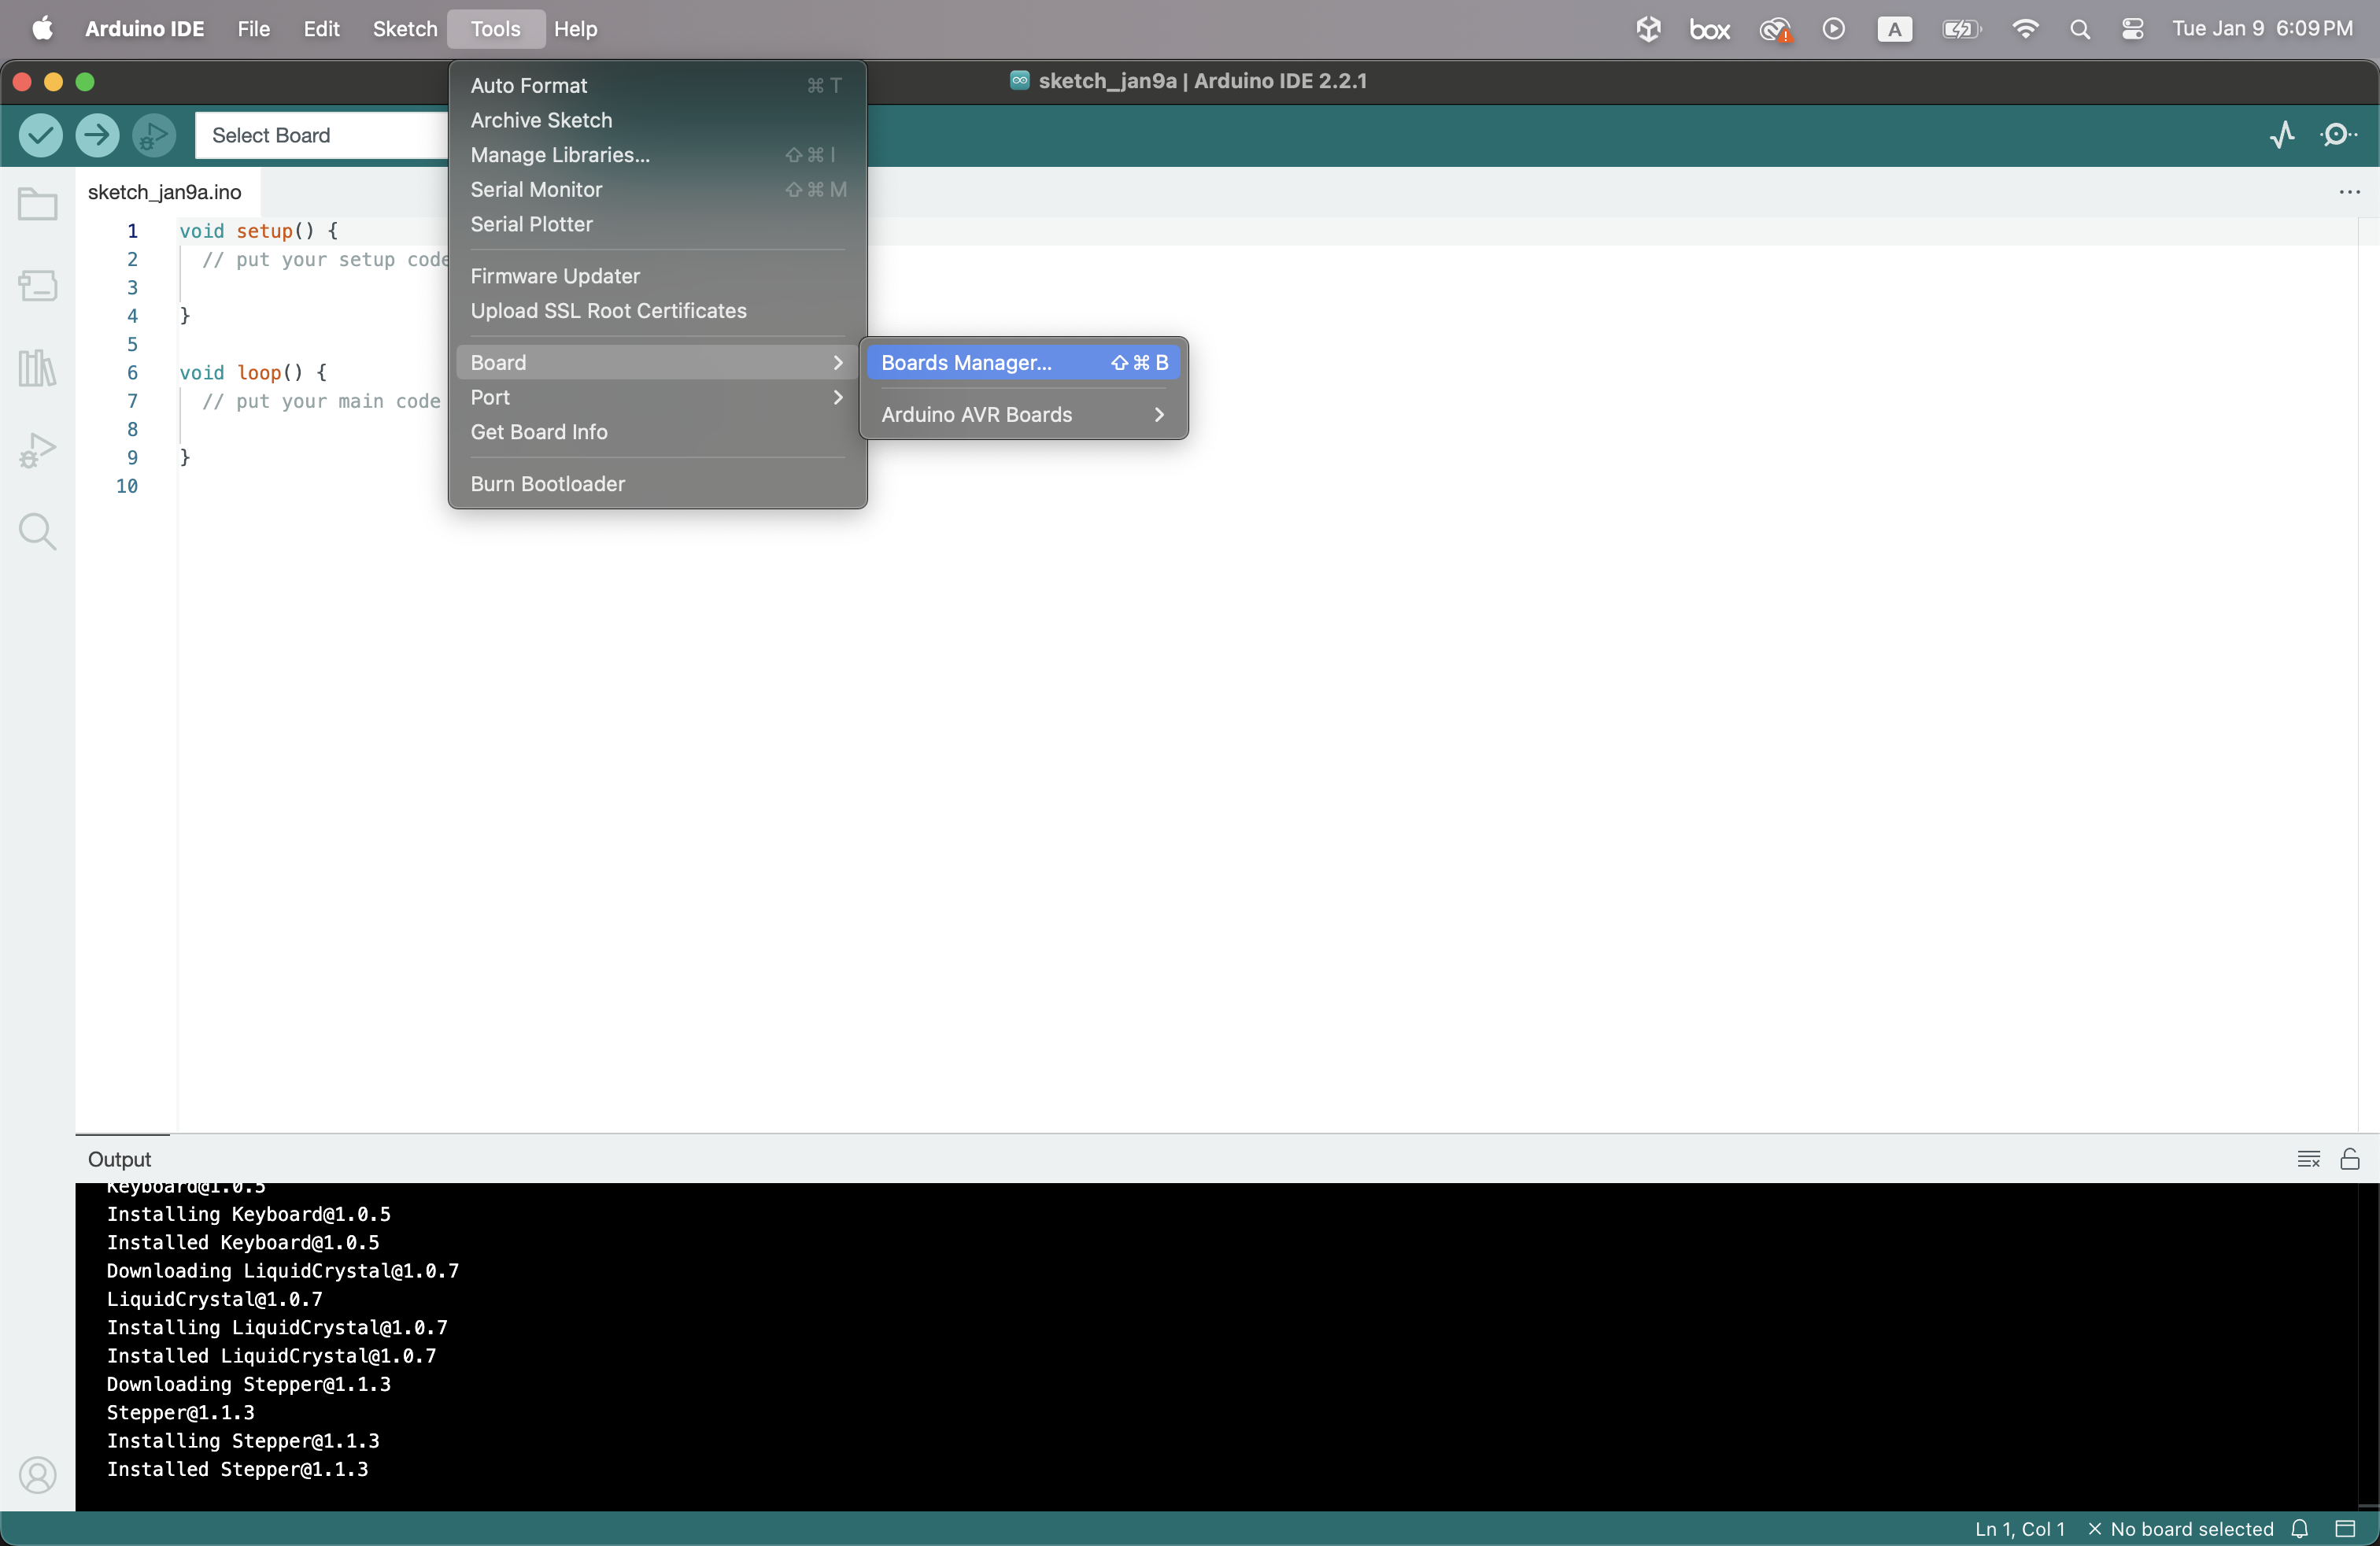 Arduino IDE File Edit Sketch Tools Help box A Tue Jan 9 6:09 PM
sketch_jan9a | Arduino IDE 2.2.1
Select Board
sketch_jan9a.ino
Auto Format ⌘ T
Archive Sketch
Manage Libraries... ⇧ ⌘ I
Serial Monitor ⇧ ⌘ M
Serial Plotter
Firmware Updater
Upload SSL Root Certificates
Board
Port
Get Board Info
Burn Bootloader
Boards Manager... ⇧ ⌘ B
Arduino AVR Boards
1 void setup() {
2 // put your setup code
3
4 }
5
6 void loop() {
7 // put your main code
8
9 }
10
Output
Keyboard@1.0.5
Installing Keyboard@1.0.5
Installed Keyboard@1.0.5
Downloading LiquidCrystal@1.0.7
LiquidCrystal@1.0.7
Installing LiquidCrystal@1.0.7
Installed LiquidCrystal@1.0.7
Downloading Stepper@1.1.3
Stepper@1.1.3
Installing Stepper@1.1.3
Installed Stepper@1.1.3
Ln 1, Col 1 × No board selected